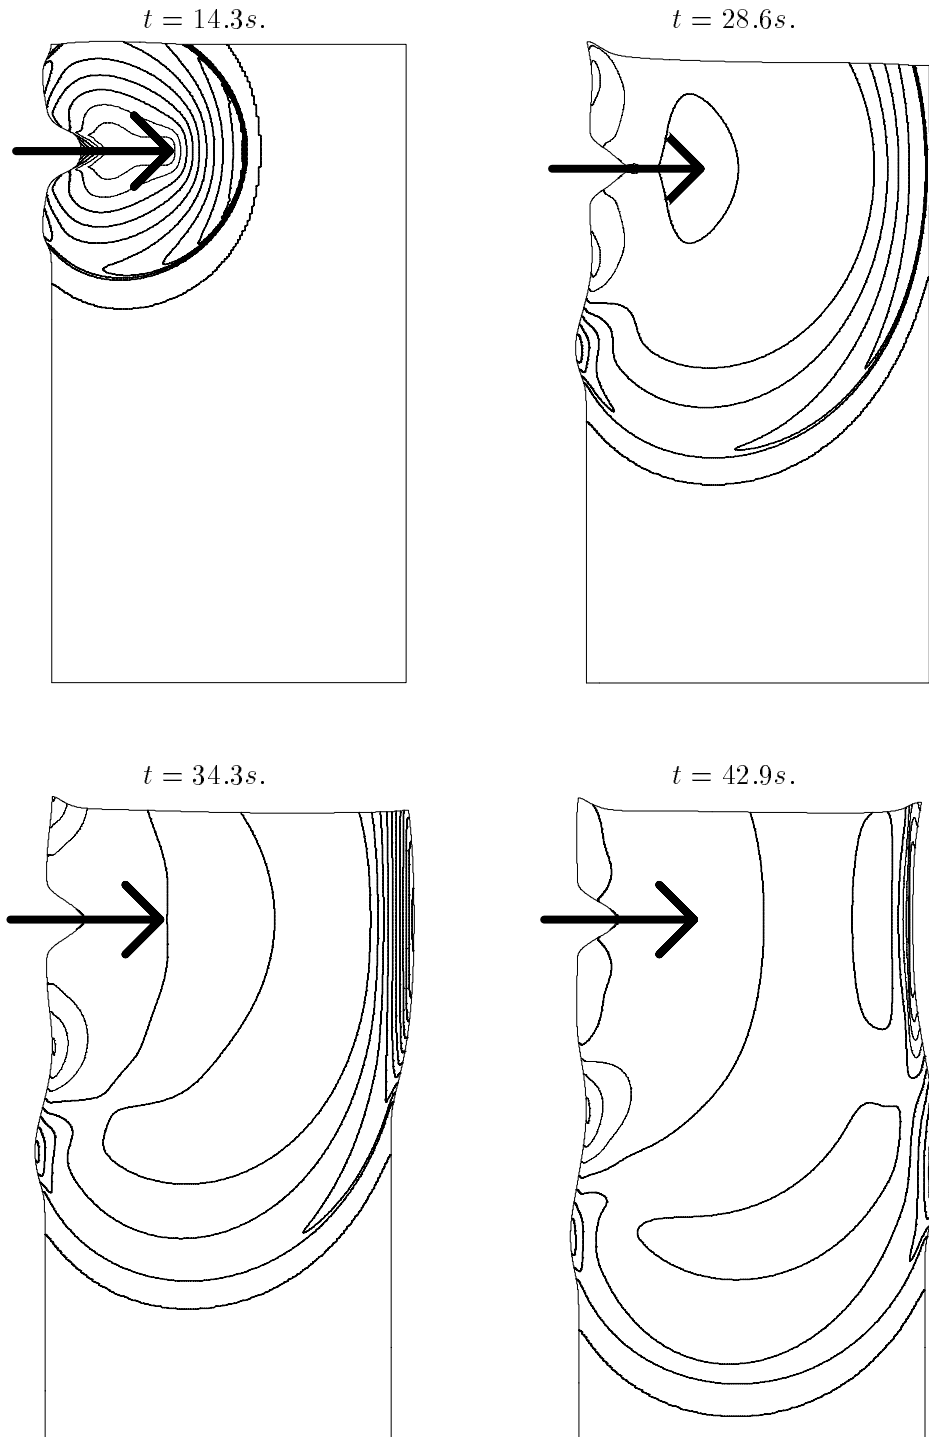 t = 14.3s.
t = 28.6s.
t = 34.3s.
t = 42.9s.